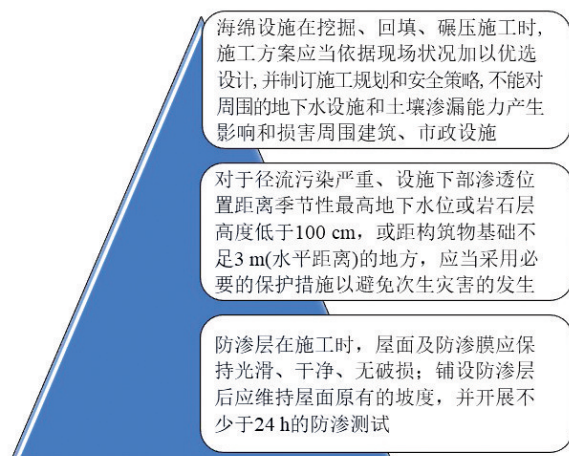 海绵设施在挖掘、回填、碾压施工时,
施工方案应当依据现场状况加以优选
设计,并制订施工规划和安全策略,不能对
周围的地下水设施和土壤渗漏能力产生
影响和损害周围建筑、市政设施
对于径流污染严重、设施下部渗透位
置距离季节性最高地下水位或岩石层
高度低于100 cm，或距构筑物基础不
足3 m(水平距离)的地方，应当采用必
要的保护措施以避免次生灾害的发生
防渗层在施工时，屋面及防渗膜应保
持光滑、干净、无破损；铺设防渗层
后应维持屋面原有的坡度，并开展不
少于24 h的防渗测试